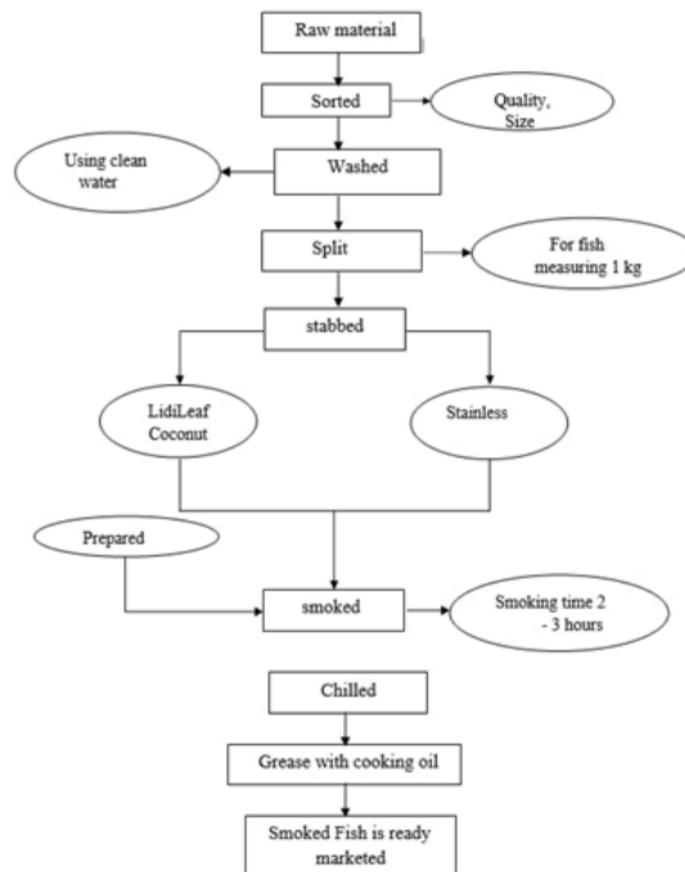 Raw material
Sorted
Quality,
Size
Using clean
water
Washed
Split
For fish
measuring 1 kg
stabbed
LidiLeaf
Coconut
Stainless
Prepared
smoked
Smoking time 2
- 3 hours
Chilled
Grease with cooking oil
Smoked Fish is ready
marketed